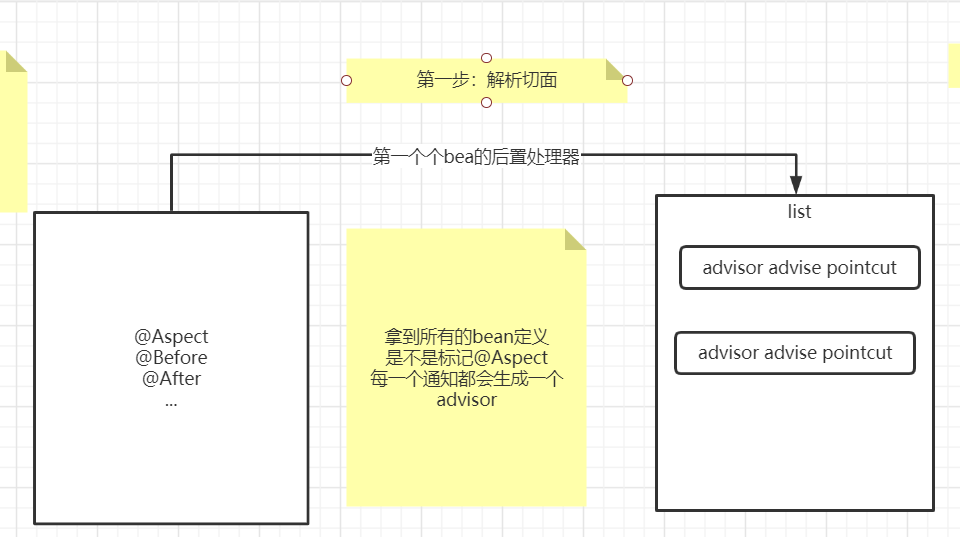 第一步：解析切面
第一个个bea的后置处理器
list
advisor advise pointcut
@Aspect
@Before
@After
...
拿到所有的bean定义
是不是标记@Aspect
每一个通知都会生成一个
advisor
advisor advise pointcut